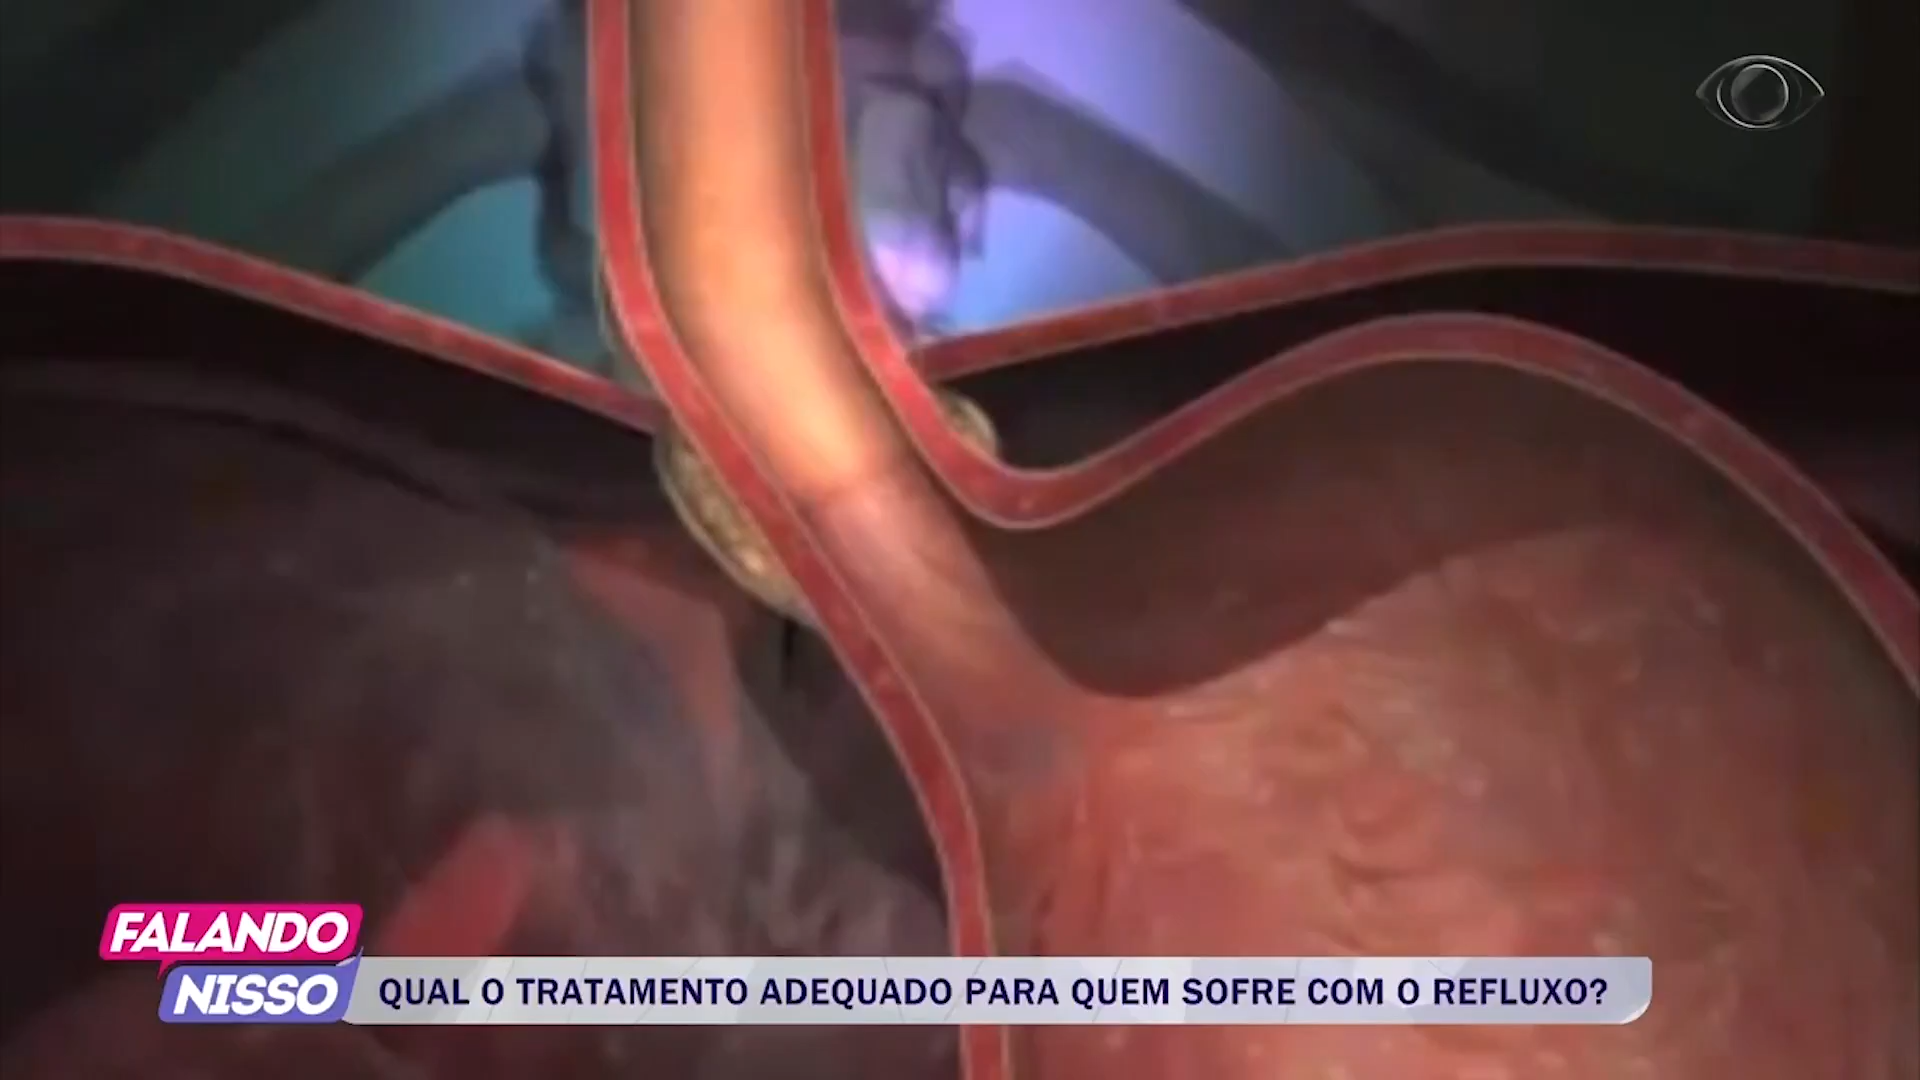 FALANDO
NISSO
QUAL O TRATAMENTO ADEQUADO PARA QUEM SOFRE COM O REFLUXO?